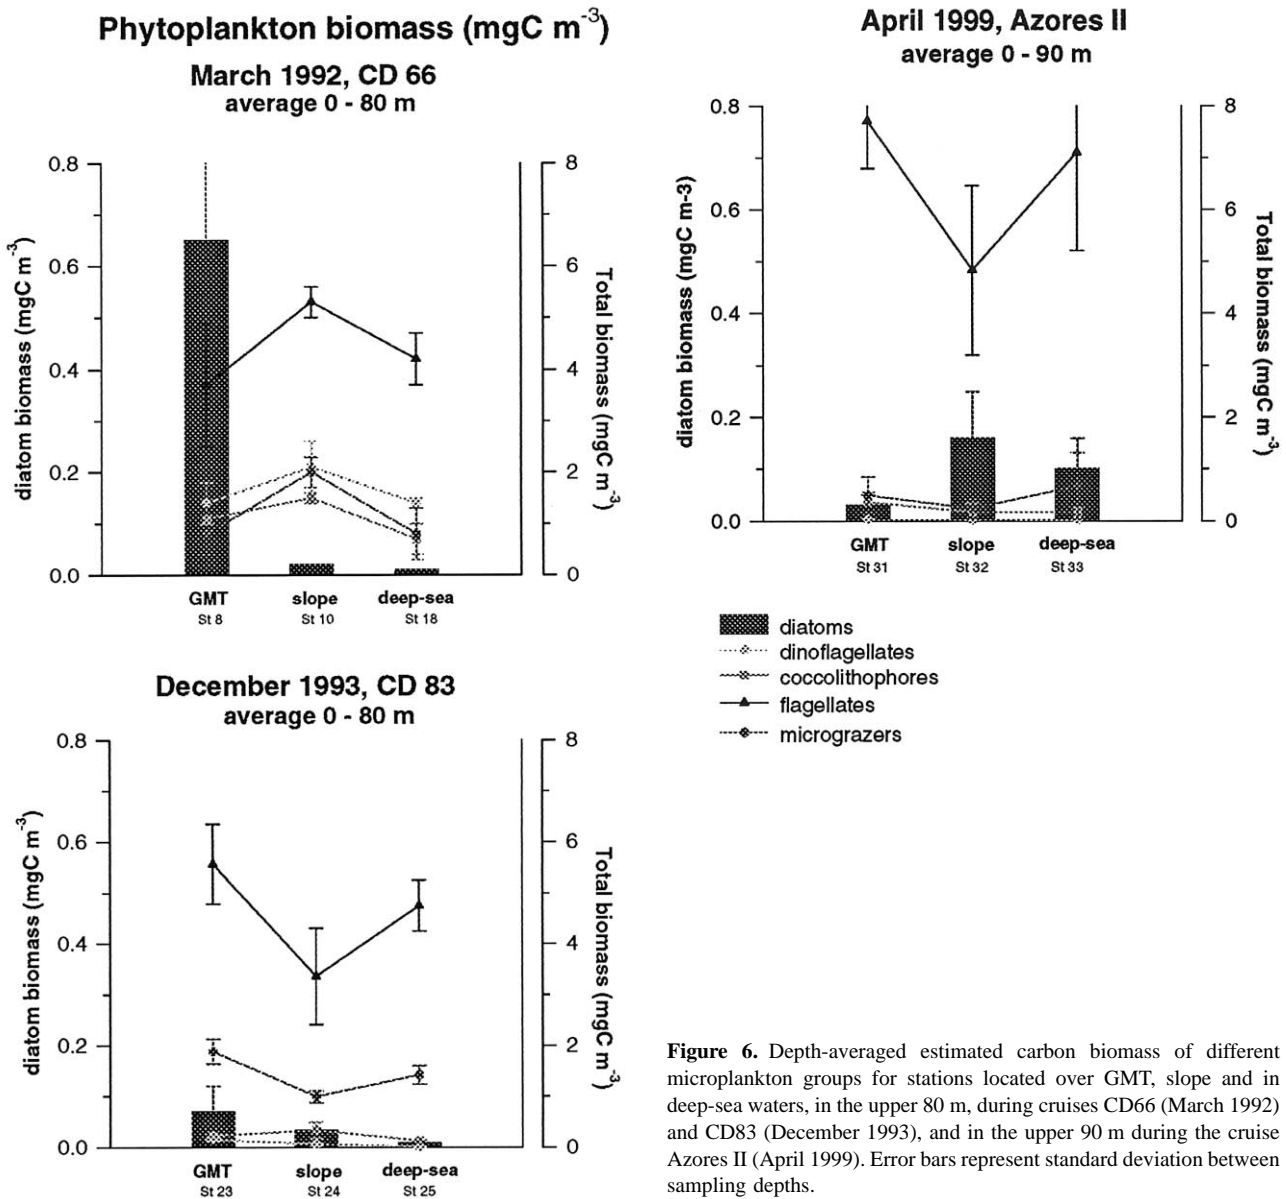 Phytoplankton biomass (mgC m-3)
March 1992, CD 66
average 0 - 80 m
diatom biomass (mgC m-3)
0.8
0.6
0.4
0.2
0.0
8
6
4
2
0
Total biomass (mgC m-3)
GMT slope deep-sea
St 8 St 10 St 18
December 1993, CD 83
average 0 - 80 m
diatom biomass (mgC m-3)
0.8
0.6
0.4
0.2
0.0
8
6
4
2
0
Total biomass (mgC m-3)
GMT slope deep-sea
St 23 St 24 St 25
April 1999, Azores II
average 0 - 90 m
diatom biomass (mgC m-3)
0.8
0.6
0.4
0.2
0.0
8
6
4
2
0
Total biomass (mgC m-3)
GMT slope deep-sea
St 31 St 32 St 33
diatoms
dinoflagellates
coccolithophores
flagellates
micrograzers
Figure 6. Depth-averaged estimated carbon biomass of different
microplankton groups for stations located over GMT, slope and in
deep-sea waters, in the upper 80 m, during cruises CD66 (March 1992)
and CD83 (December 1993), and in the upper 90 m during the cruise
Azores II (April 1999). Error bars represent standard deviation between
sampling depths.